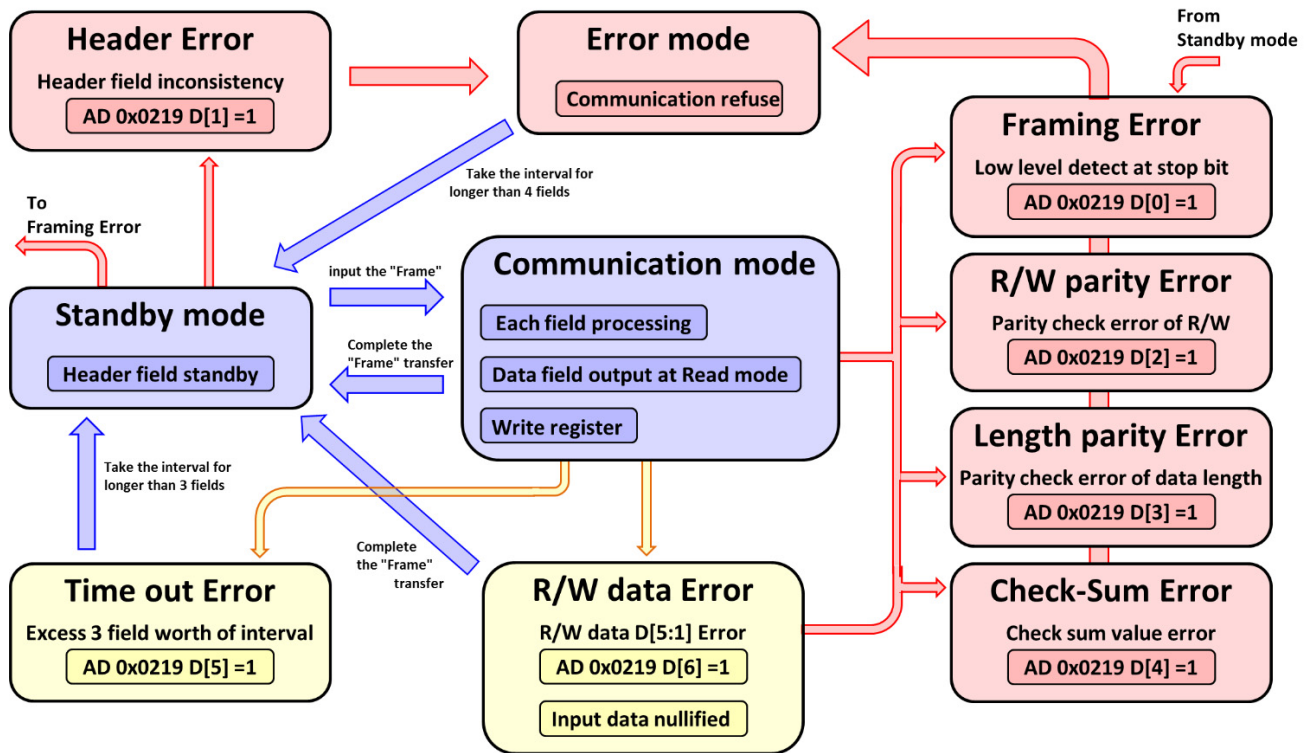 Header Error
Header field inconsistency
AD 0x0219 D[1] =1
Error mode
Communication refuse
From
Standby mode
Framing Error
Low level detect at stop bit
AD 0x0219 D[0] =1
Take the interval for
longer than 4 fields
To
Framing Error
Standby mode
Header field standby
input the "Frame"
Complete the
"Frame" transfer
Communication mode
Each field processing
Data field output at Read mode
Write register
R/W parity Error
Parity check error of R/W
AD 0x0219 D[2] =1
Length parity Error
Parity check error of data length
AD 0x0219 D[3] =1
Take the interval for
longer than 3 fields
Complete
the "Frame"
transfer
Time out Error
Excess 3 field worth of interval
AD 0x0219 D[5] =1
R/W data Error
R/W data D[5:1] Error
AD 0x0219 D[6] =1
Input data nullified
Check-Sum Error
Check sum value error
AD 0x0219 D[4] =1